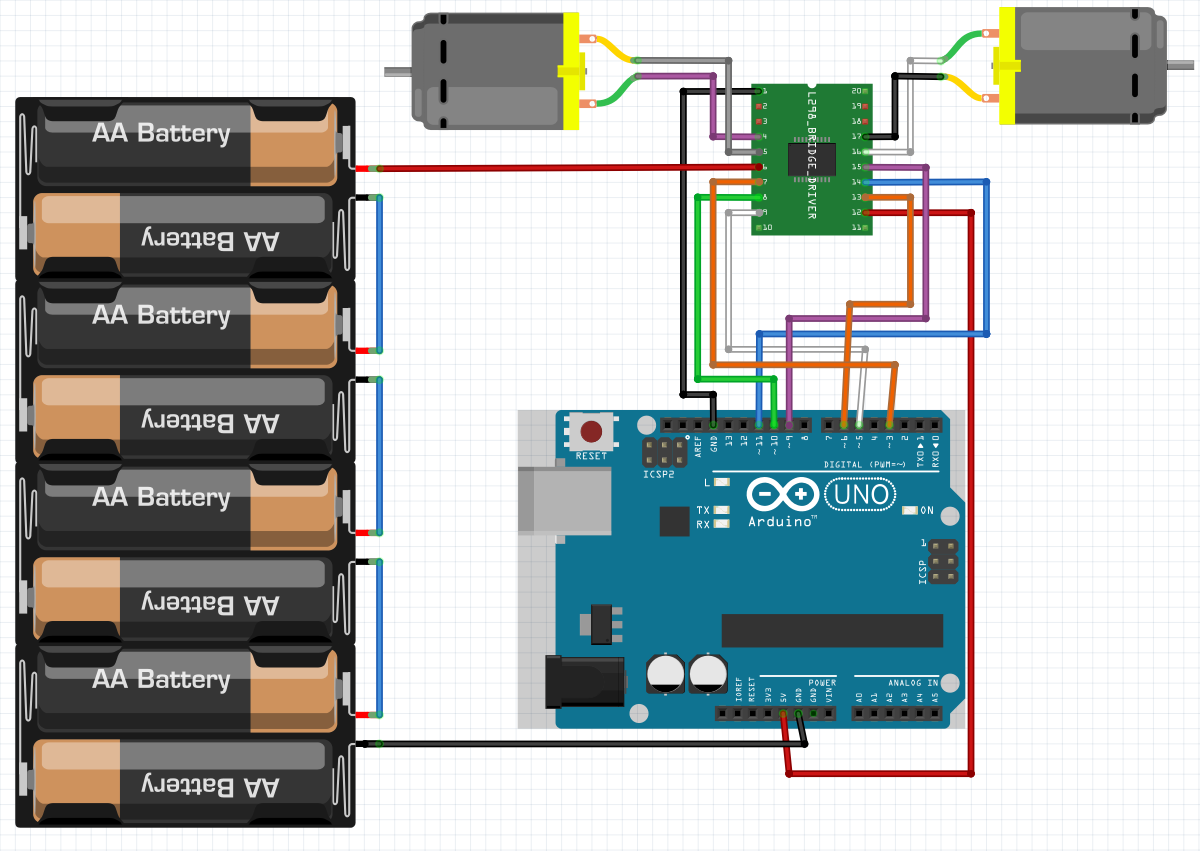 AA Battery
AA Battery
AA Battery
AA Battery
AA Battery
AA Battery
AA Battery
AA Battery
L298_BRIDGE_DRIVER
1
2
3
4
5
6
7
8
9
10
20
19
18
17
16
15
14
13
12
11
RESET
ICSP2
AREF
GND
13
12
~11
~10
~9
8
7
~6
~5
4
~3
2
TXD▶1
RXD◀0
DIGITAL (PWM=~)
L
TX
RX
Arduino™
UNO
ON
1
ICSP
POWER
ANALOG IN
IOREF
RESET
3V3
5V
GND
GND
VIN
A0
A1
A2
A3
A4
A5